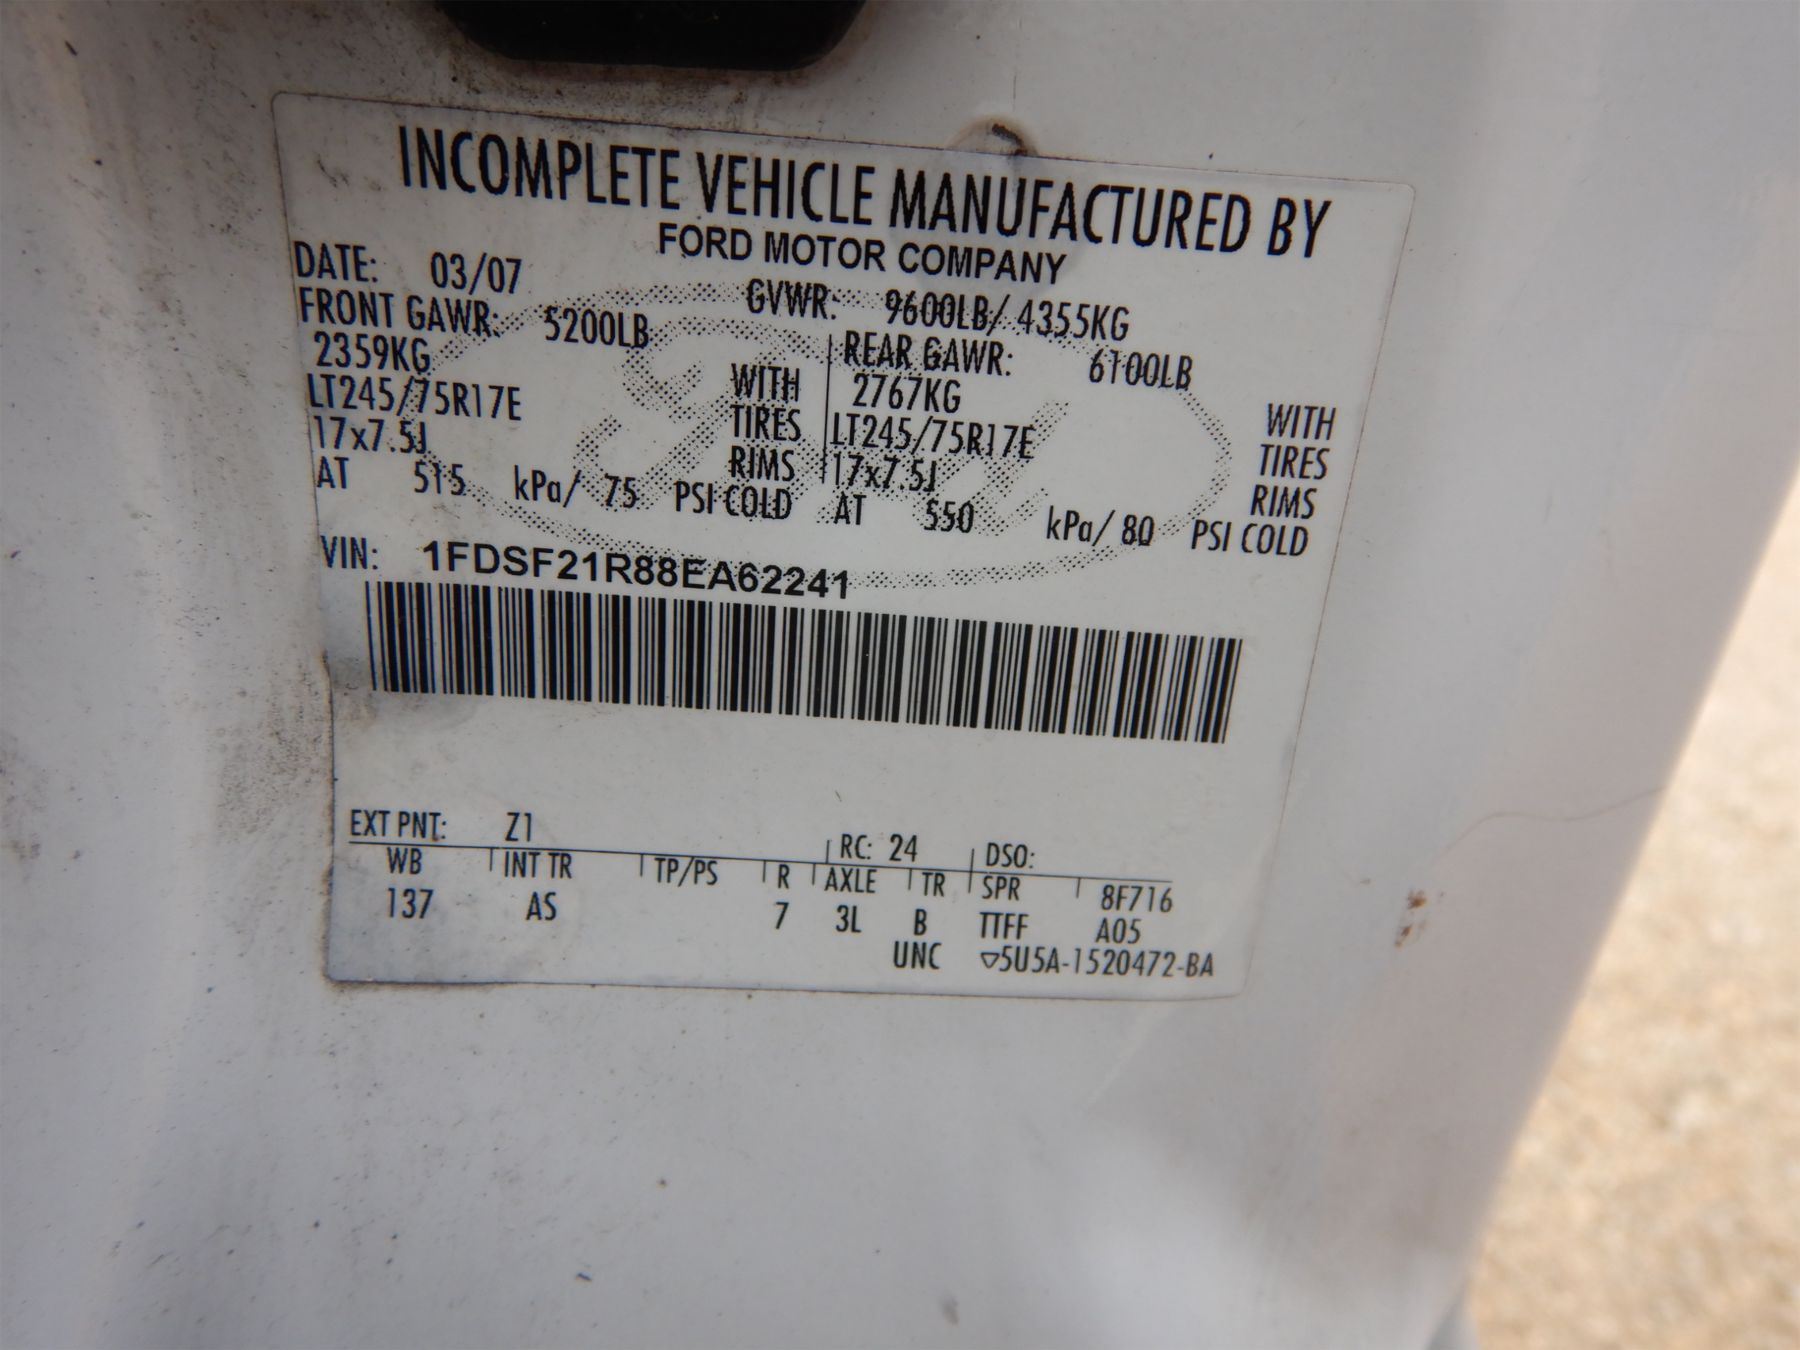 INCOMPLETE VEHICLE MANUFACTURED BY
FORD MOTOR COMPANY
DATE: 03/07 GVWR: 9600LB/ 4355KG
FRONT GAWR: 5200LB REAR GAWR: 6100LB
2359KG WITH 2767KG WITH
LT245/75R17E TIRES LT245/75R17E TIRES
17x7.5J RIMS 17x7.5J RIMS
AT 515 kPa/ 75 PSI COLD AT 550 kPa/ 80 PSI COLD
VIN: 1FDSF21R88EA62241
EXT PNT: Z1 RC: 24 DSO:
WB INT TR TP/PS R AXLE TR SPR 8F716
137 AS 7 3L B TTFF A05
UNC ▽5U5A-1520472-BA
Ford